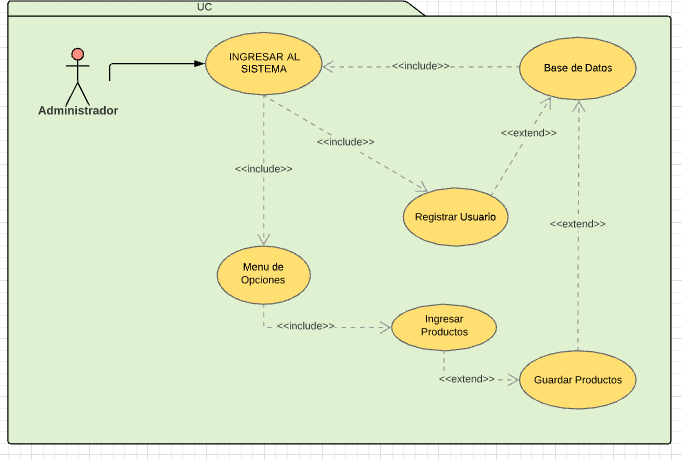 UC
INGRESAR AL
SISTEMA
<<include>>
Base de Datos
Administrador
<<include>>
<<extend>>
<<include>>
Registrar Usuario
<<extend>>
Menu de
Opciones
Ingresar
Productos
<<include>>
<<extend>>
Guardar Productos